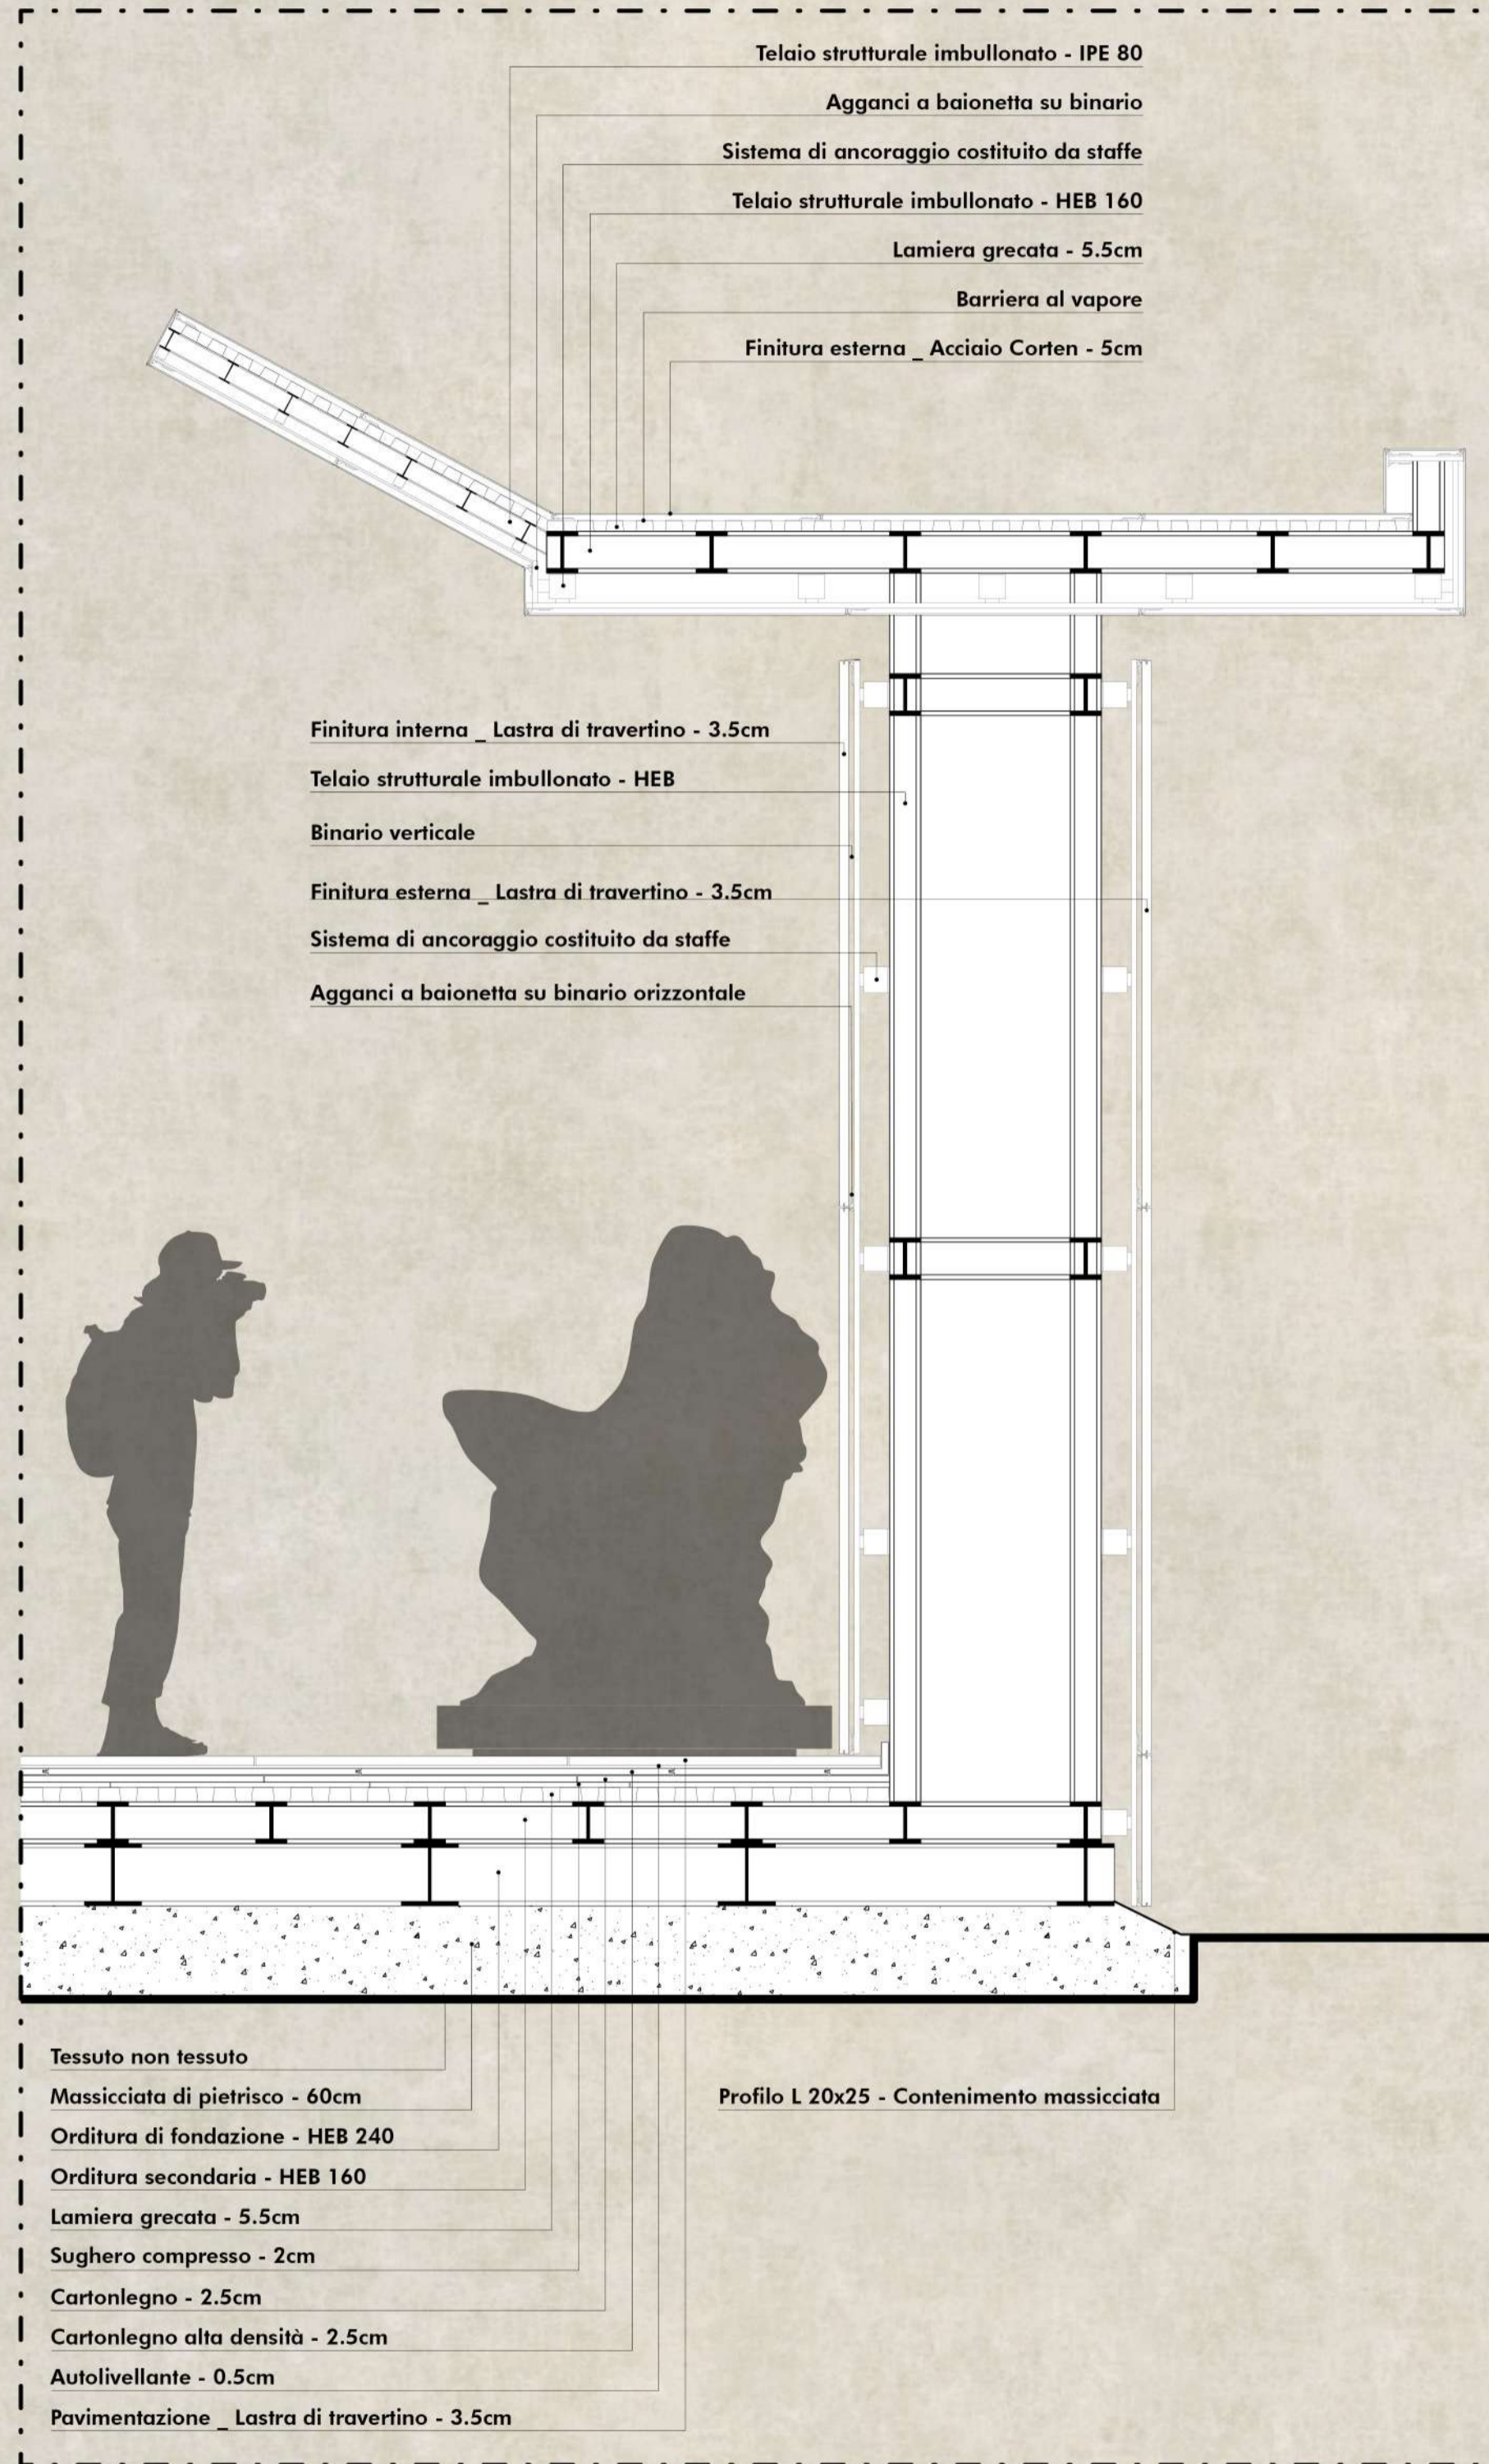 Telaio strutturale imbullonato - IPE 80
Agganci a baionetta su binario
Sistema di ancoraggio costituito da staffe
Telaio strutturale imbullonato - HEB 160
Lamiera grecata - 5.5cm
Barriera al vapore
Finitura esterna _ Acciaio Corten - 5cm
Finitura interna _ Lastra di travertino - 3.5cm
Telaio strutturale imbullonato - HEB
Binario verticale
Finitura esterna _ Lastra di travertino - 3.5cm
Sistema di ancoraggio costituito da staffe
Agganci a baionetta su binario orizzontale
Tessuto non tessuto
Massicciata di pietrisco - 60cm
Profilo L 20x25 - Contenimento massicciata
Orditura di fondazione - HEB 240
Orditura secondaria - HEB 160
Lamiera grecata - 5.5cm
Sughero compresso - 2cm
Cartonlegno - 2.5cm
Cartonlegno alta densità - 2.5cm
Autolivellante - 0.5cm
Pavimentazione _ Lastra di travertino - 3.5cm